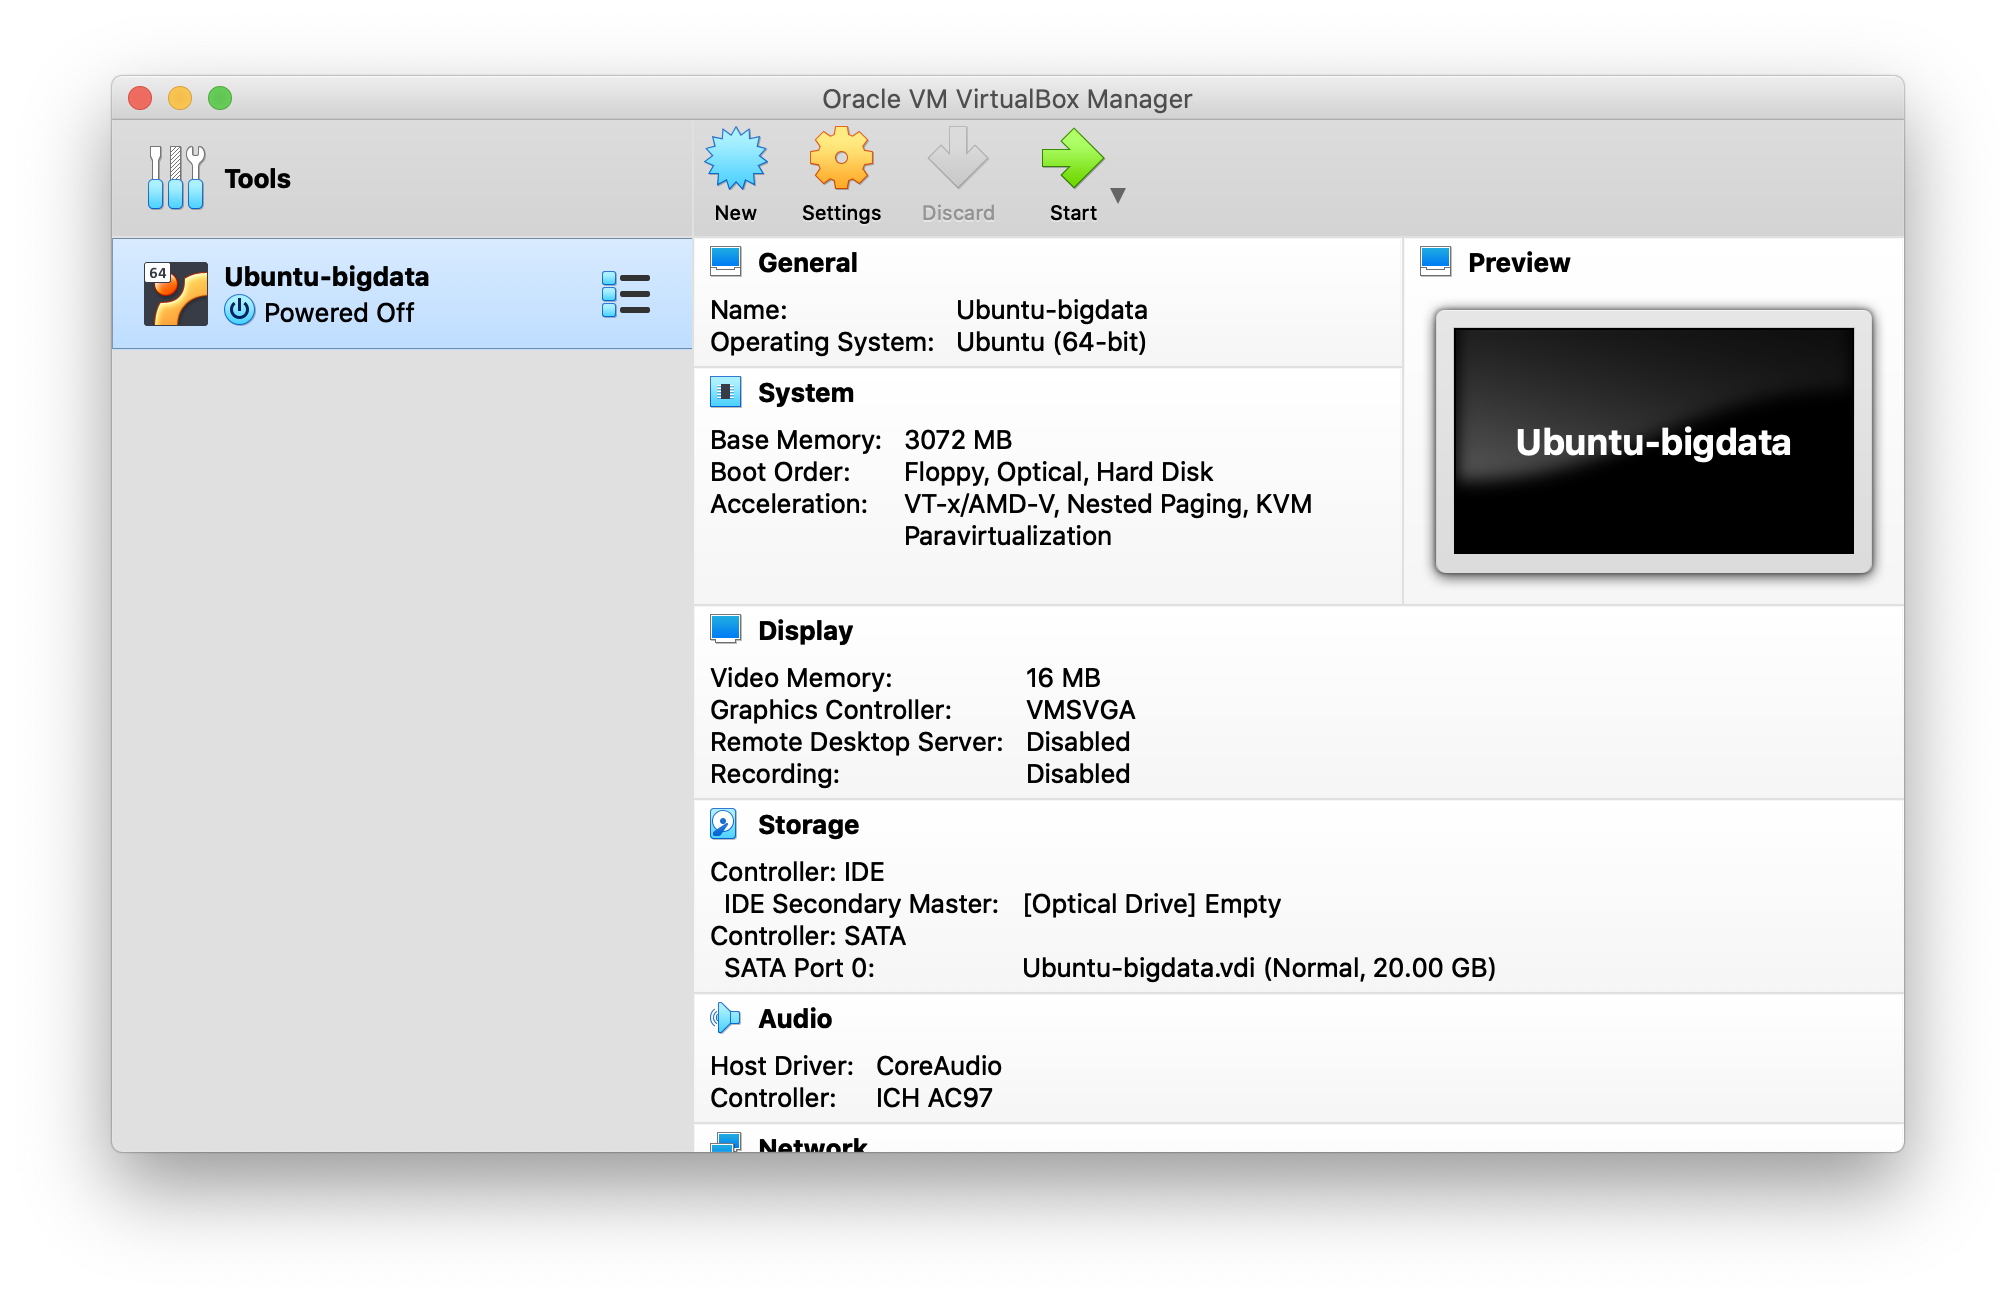 Oracle VM VirtualBox Manager
Tools
New
Settings
Discard
Start
64
Ubuntu-bigdata
Powered Off
General
Name: Ubuntu-bigdata
Operating System: Ubuntu (64-bit)
System
Base Memory: 3072 MB
Boot Order: Floppy, Optical, Hard Disk
Acceleration: VT-x/AMD-V, Nested Paging, KVM
Paravirtualization
Preview
Ubuntu-bigdata
Display
Video Memory: 16 MB
Graphics Controller: VMSVGA
Remote Desktop Server: Disabled
Recording: Disabled
Storage
Controller: IDE
IDE Secondary Master: [Optical Drive] Empty
Controller: SATA
SATA Port 0: Ubuntu-bigdata.vdi (Normal, 20.00 GB)
Audio
Host Driver: CoreAudio
Controller: ICH AC97
Network